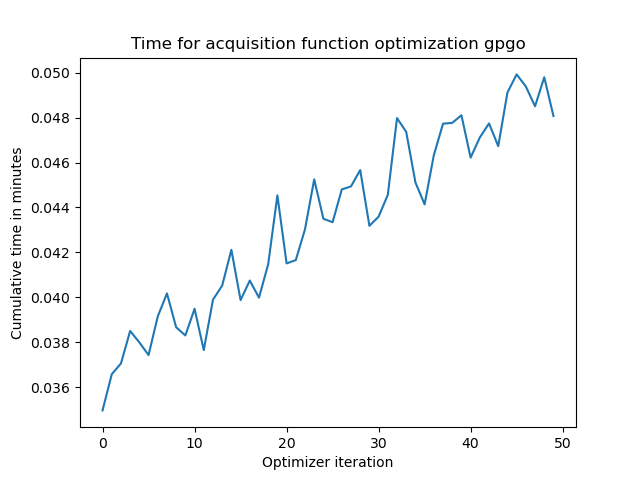 Time for acquisition function optimization gpgo
0.050
0.048
0.046
0.044
0.042
0.040
0.038
0.036
Cumulative time in minutes
0 10 20 30 40 50
Optimizer iteration